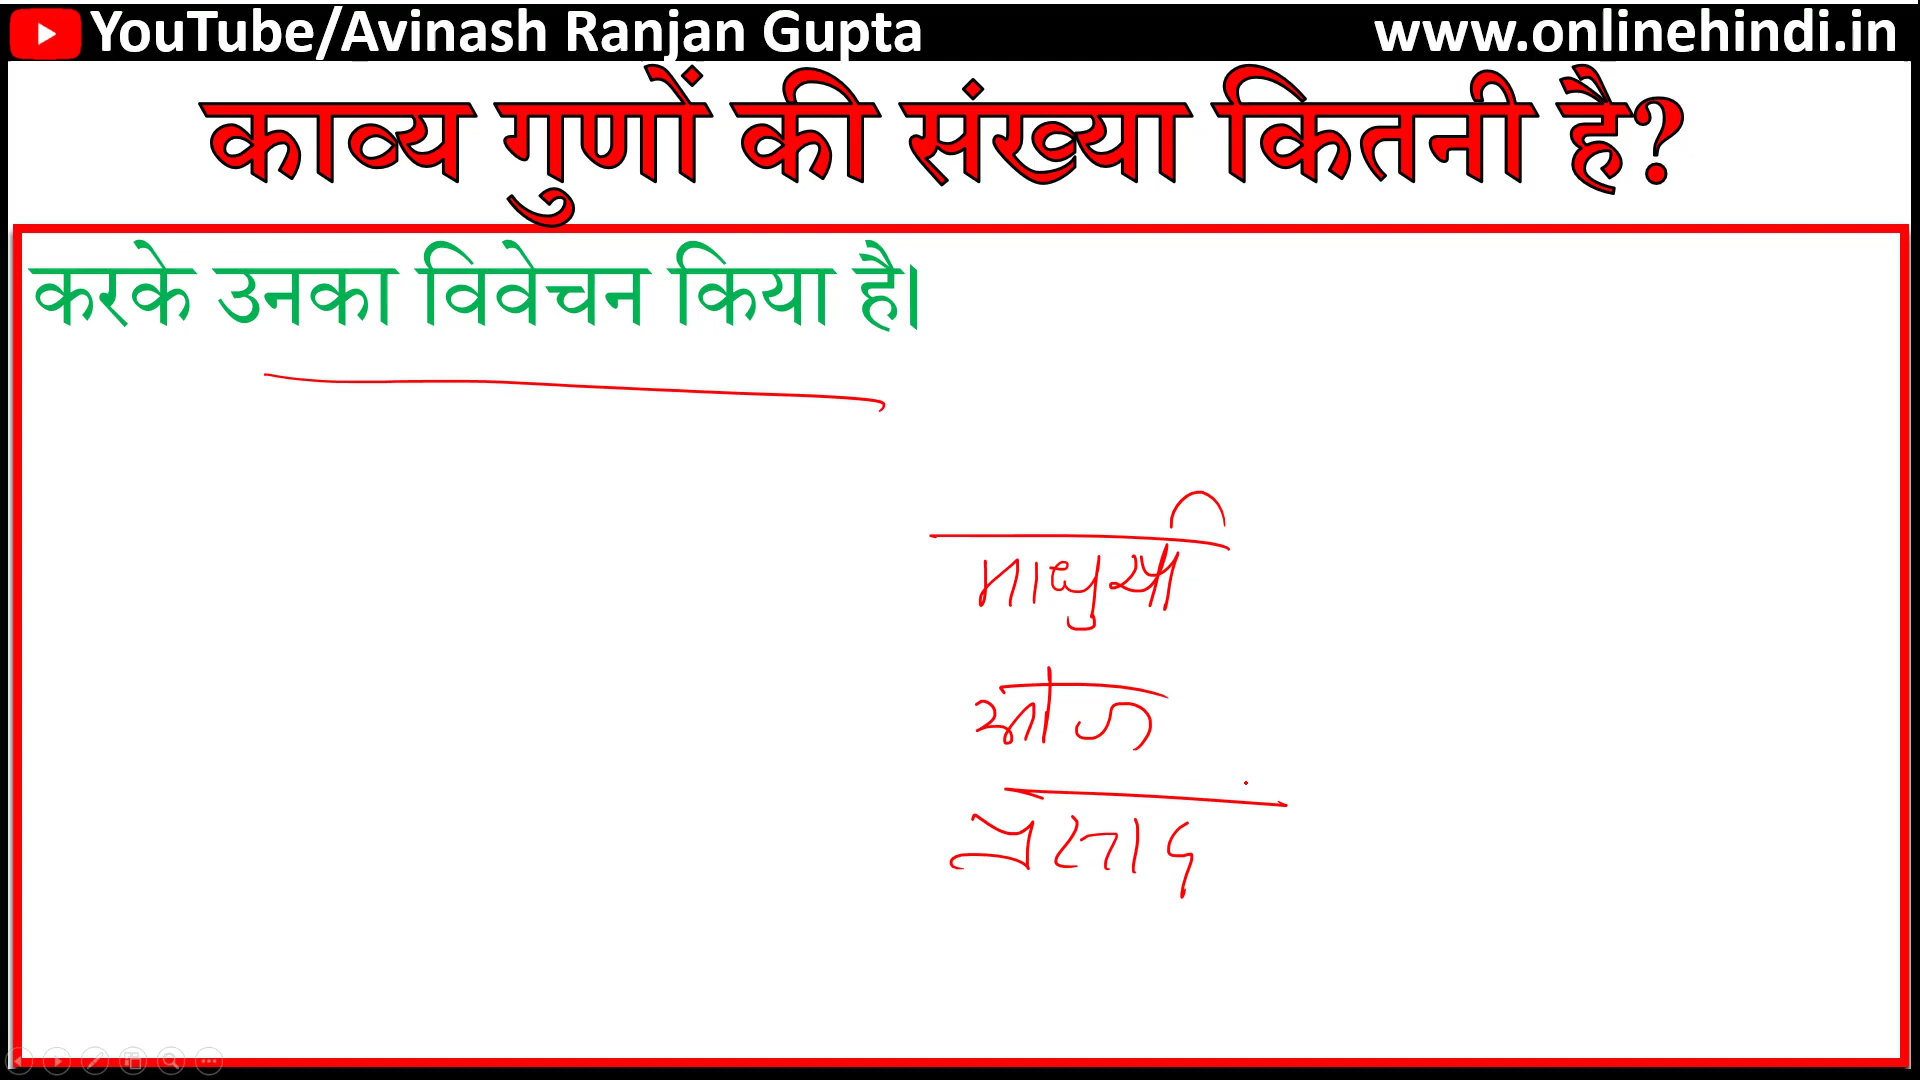 YouTube/Avinash Ranjan Gupta www.onlinehindi.in
काव्य गुणों की संख्या कितनी है?
करके उनका विवेचन किया है।
माधुर्य
ओज
प्रसाद